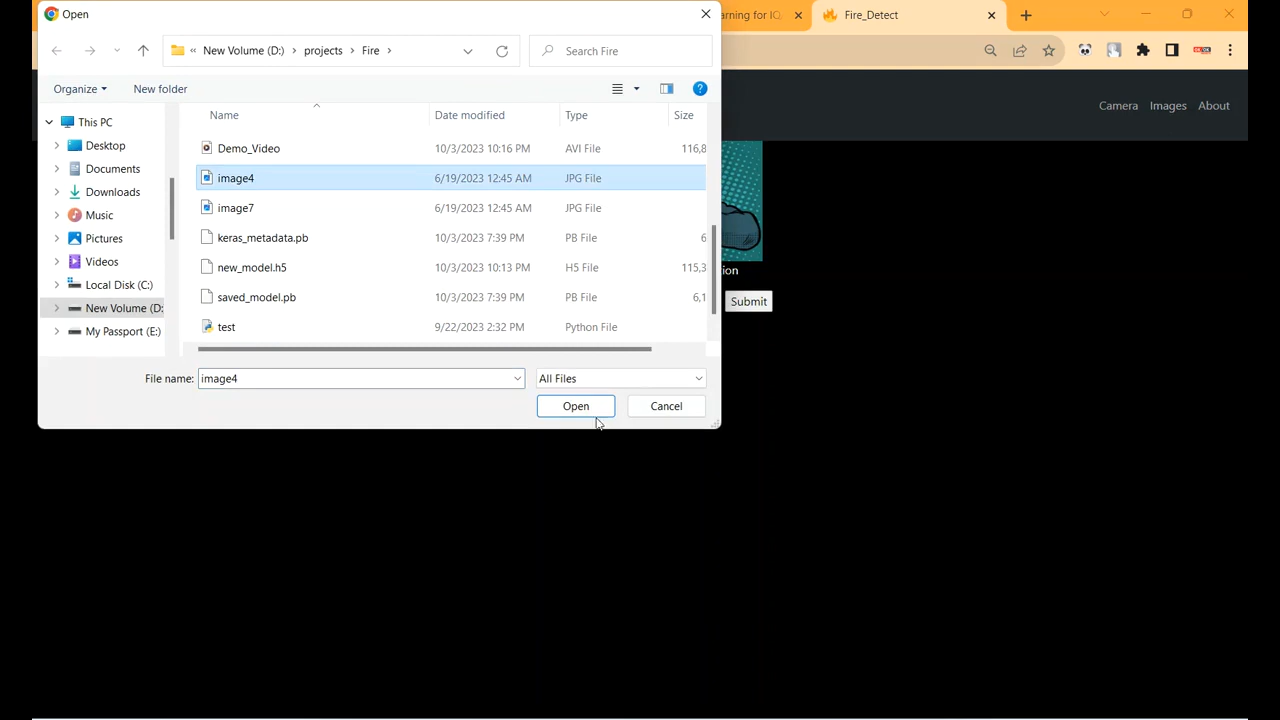 Open
arning for IC
Fire_Detect
« New Volume (D:) › projects › Fire ›
Search Fire
Organize
New folder
Camera Images About
Name Date modified Type Size
This PC
Desktop
Documents
Downloads
Music
Pictures
Videos
Local Disk (C:)
New Volume (D:
My Passport (E:)
Demo_Video 10/3/2023 10:16 PM AVI File 116,8
image4 6/19/2023 12:45 AM JPG File
image7 6/19/2023 12:45 AM JPG File
keras_metadata.pb 10/3/2023 7:39 PM PB File 6
new_model.h5 10/3/2023 10:13 PM H5 File 115,3
saved_model.pb 10/3/2023 7:39 PM PB File 6,1
test 9/22/2023 2:32 PM Python File
ion
Submit
File name: image4 All Files
Open Cancel